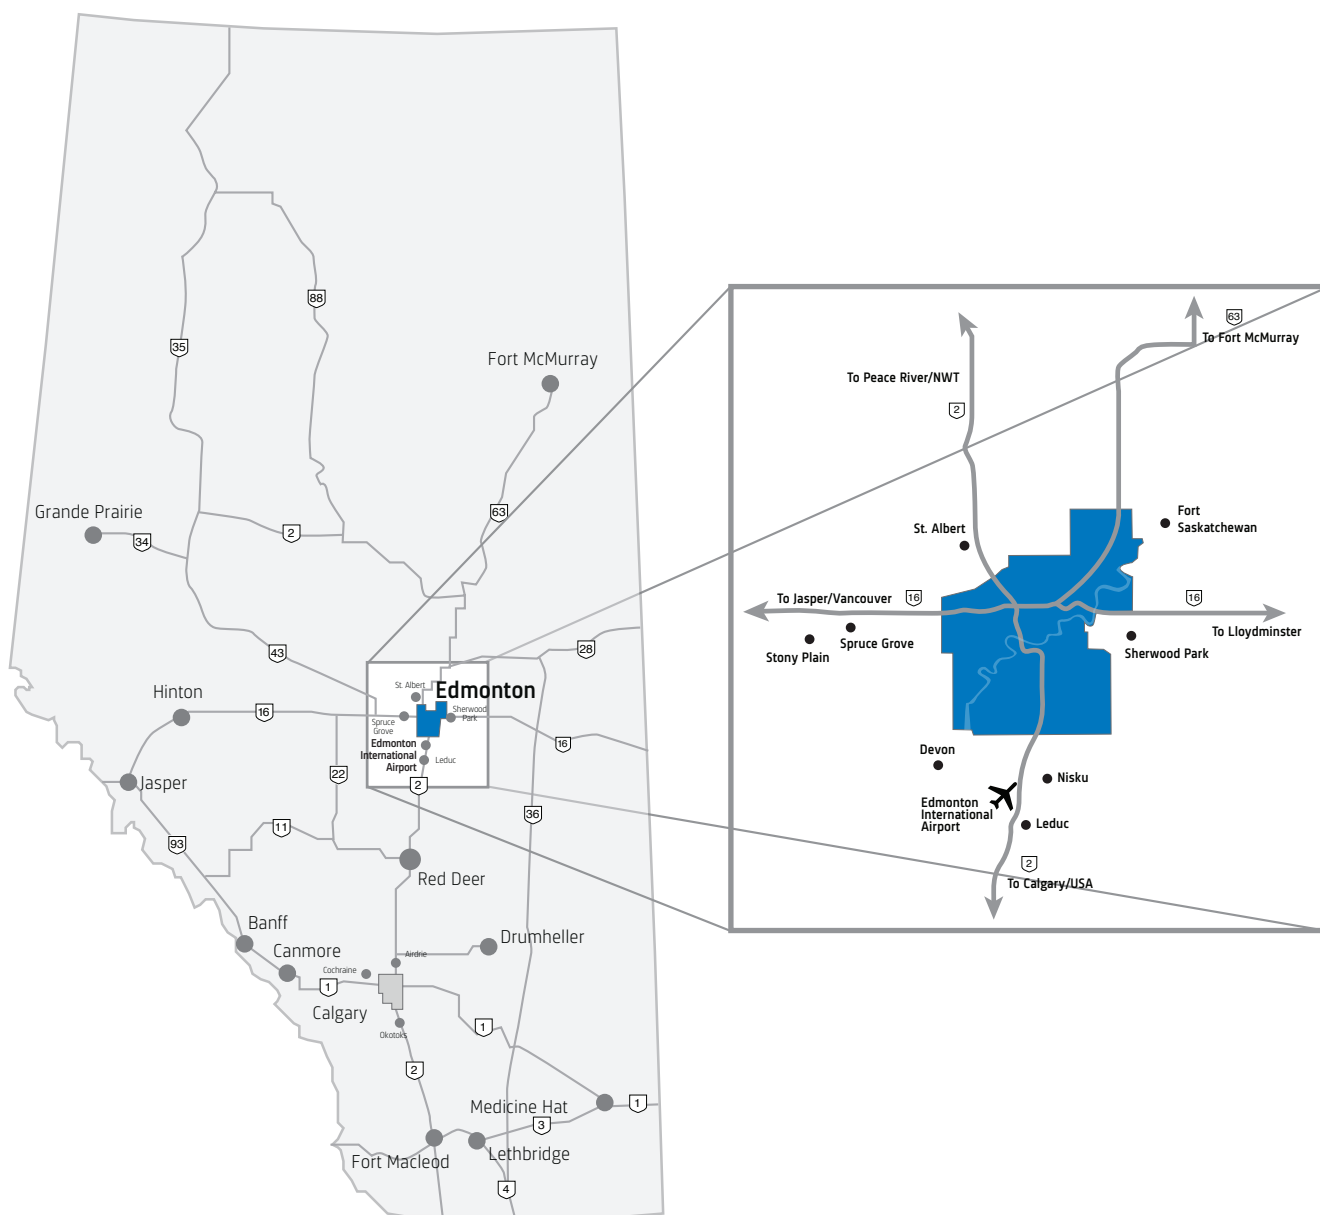 88
35
Fort McMurray
63
Grande Prairie
34
2
43
28
Hinton
16
St. Albert
Edmonton
Spruce
Grove
Sherwood
Park
Edmonton
International
Airport
Leduc
16
22
2
Jasper
36
11
93
Red Deer
Banff
Canmore
Drumheller
Airdrie
Cochraine
1
Calgary
1
Okotoks
2
Medicine Hat
1
3
Fort Macleod
Lethbridge
4
63
To Fort McMurray
To Peace River/NWT
2
Fort
Saskatchewan
St. Albert
To Jasper/Vancouver
16
16
To Lloydminster
Spruce Grove
Stony Plain
Sherwood Park
Devon
Nisku
Edmonton
International
Airport
Leduc
2
To Calgary/USA